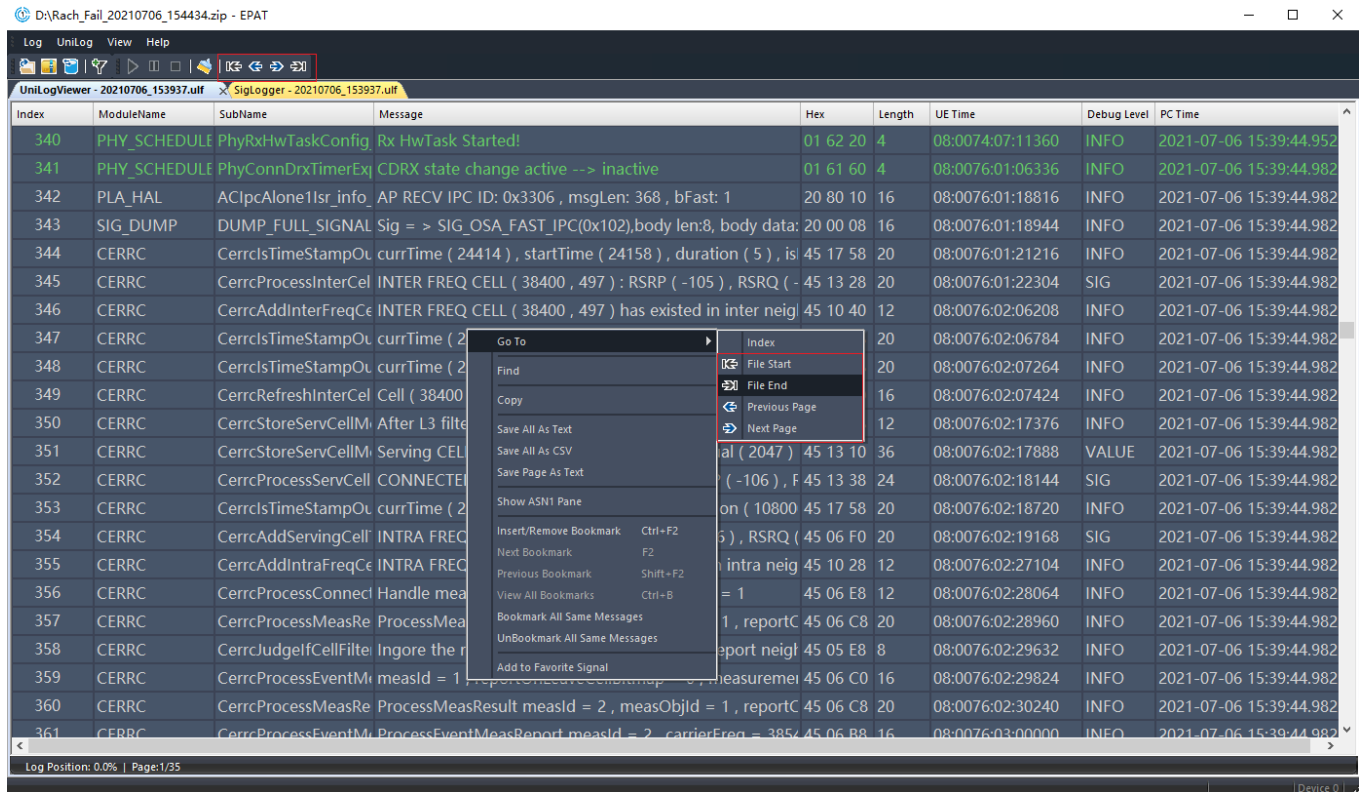 D:\Rach_Fail_20210706_154434.zip - EPAT
Log UniLog View Help
UniLogViewer - 20210706_153937.ulf SigLogger - 20210706_153937.ulf
Index ModuleName SubName Message Hex Length UE Time Debug Level PC Time
340 PHY_SCHEDULE PhyRxHwTaskConfig_ Rx HwTask Started! 01 62 20 4 08:0074:07:11360 INFO 2021-07-06 15:39:44.952
341 PHY_SCHEDULE PhyConnDrxTimerExp CDRX state change active --> inactive 01 61 60 4 08:0076:01:06336 INFO 2021-07-06 15:39:44.982
342 PLA_HAL ACIpcAlone1Isr_info_ AP RECV IPC ID: 0x3306 , msgLen: 368 , bFast: 1 20 80 10 16 08:0076:01:18816 INFO 2021-07-06 15:39:44.982
343 SIG_DUMP DUMP_FULL_SIGNAL Sig = > SIG_OSA_FAST_IPC(0x102),body len:8, body data: 20 00 08 16 08:0076:01:18944 INFO 2021-07-06 15:39:44.982
344 CERRC CerrcIsTimeStampOu currTime ( 24414 ) , startTime ( 24158 ) , duration ( 5 ) , is 45 17 58 20 08:0076:01:21216 INFO 2021-07-06 15:39:44.982
345 CERRC CerrcProcessInterCel INTER FREQ CELL ( 38400 , 497 ) : RSRP ( -105 ) , RSRQ ( - 45 13 28 20 08:0076:01:22304 SIG 2021-07-06 15:39:44.982
346 CERRC CerrcAddInterFreqCe INTER FREQ CELL ( 38400 , 497 ) has existed in inter neig 45 10 40 12 08:0076:02:06208 INFO 2021-07-06 15:39:44.982
347 CERRC CerrcIsTimeStampOu currTime ( 2 Go To Index 20 08:0076:02:06784 INFO 2021-07-06 15:39:44.982
348 CERRC CerrcIsTimeStampOu currTime ( 2 Find File Start 20 08:0076:02:07264 INFO 2021-07-06 15:39:44.982
349 CERRC CerrcRefreshInterCel Cell ( 38400 Copy File End 16 08:0076:02:07424 INFO 2021-07-06 15:39:44.982
Previous Page
350 CERRC CerrcStoreServCellM After L3 filte Save All As Text Next Page 12 08:0076:02:17376 INFO 2021-07-06 15:39:44.982
351 CERRC CerrcStoreServCellM Serving CEL Save All As CSV al ( 2047 ) 45 13 10 36 08:0076:02:17888 VALUE 2021-07-06 15:39:44.982
352 CERRC CerrcProcessServCell CONNECTE Save Page As Text ( -106 ) , 45 13 38 24 08:0076:02:18144 SIG 2021-07-06 15:39:44.982
353 CERRC CerrcIsTimeStampOu currTime ( 2 Show ASN1 Pane on ( 10800 45 17 58 20 08:0076:02:18720 INFO 2021-07-06 15:39:44.982
354 CERRC CerrcAddServingCell INTRA FREQ Insert/Remove Bookmark Ctrl+F2 ) , RSRQ ( 45 06 F0 20 08:0076:02:19168 SIG 2021-07-06 15:39:44.982
355 CERRC CerrcAddIntraFreqCe INTRA FREQ Next Bookmark F2 intra neig 45 10 28 12 08:0076:02:27104 INFO 2021-07-06 15:39:44.982
Previous Bookmark Shift+F2
356 CERRC CerrcProcessConnect Handle mea View All Bookmarks Ctrl+B = 1 45 06 E8 12 08:0076:02:28064 INFO 2021-07-06 15:39:44.982
357 CERRC CerrcProcessMeasRe ProcessMea Bookmark All Same Messages 1 , reportC 45 06 C8 20 08:0076:02:28960 INFO 2021-07-06 15:39:44.982
358 CERRC CerrcJudgeIfCellFilte Ingore the r UnBookmark All Same Messages eport neigh 45 05 E8 8 08:0076:02:29632 INFO 2021-07-06 15:39:44.982
359 CERRC CerrcProcessEventM measId = 1 Add to Favorite Signal measuremen 45 06 C0 16 08:0076:02:29824 INFO 2021-07-06 15:39:44.982
360 CERRC CerrcProcessMeasRe ProcessMeasResult measId = 2 , measObjId = 1 , reportC 45 06 C8 20 08:0076:02:30240 INFO 2021-07-06 15:39:44.982
361 CERRC CerrcProcessEventM ProcessEventMeasReport measId = 2 , carrierFreq = 3854 45 06 B8 16 08:0076:03:00000 INFO 2021-07-06 15:39:44.982
Log Position: 0.0% | Page:1/35
Device 0